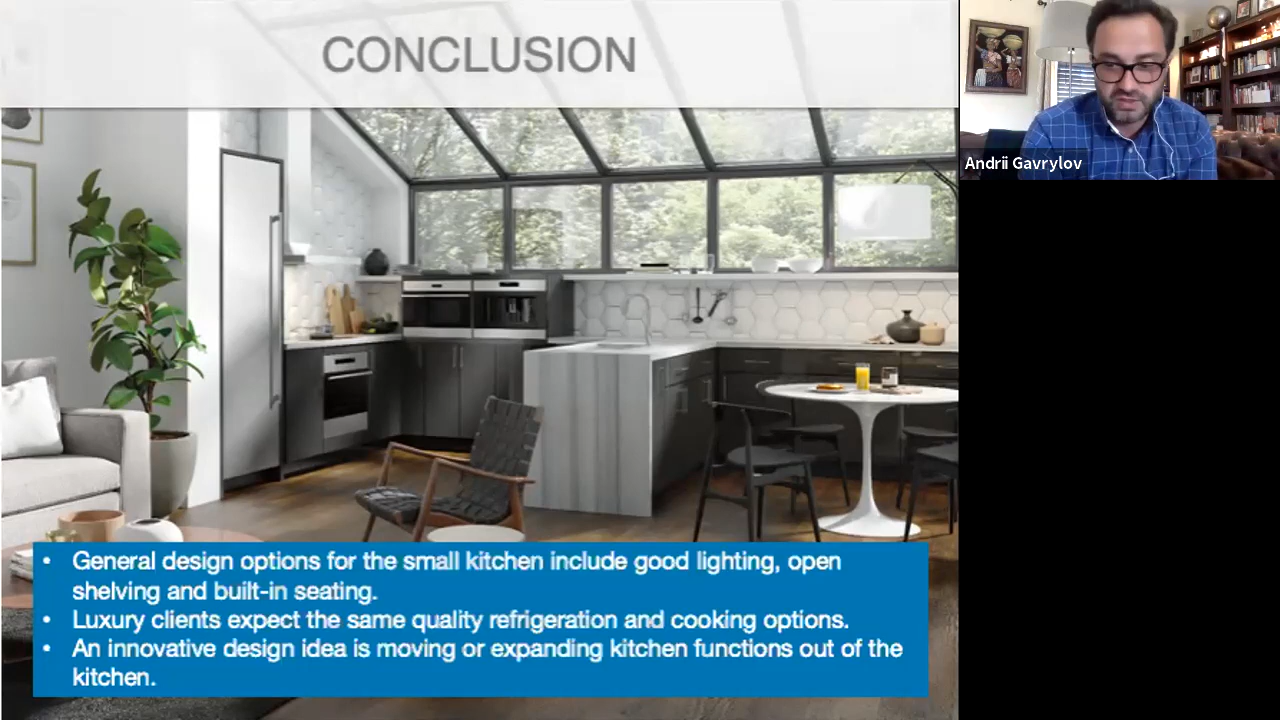 CONCLUSION
Andrii Gavrylov
• General design options for the small kitchen include good lighting, open
shelving and built-in seating.
• Luxury clients expect the same quality refrigeration and cooking options.
• An innovative design idea is moving or expanding kitchen functions out of the
kitchen.